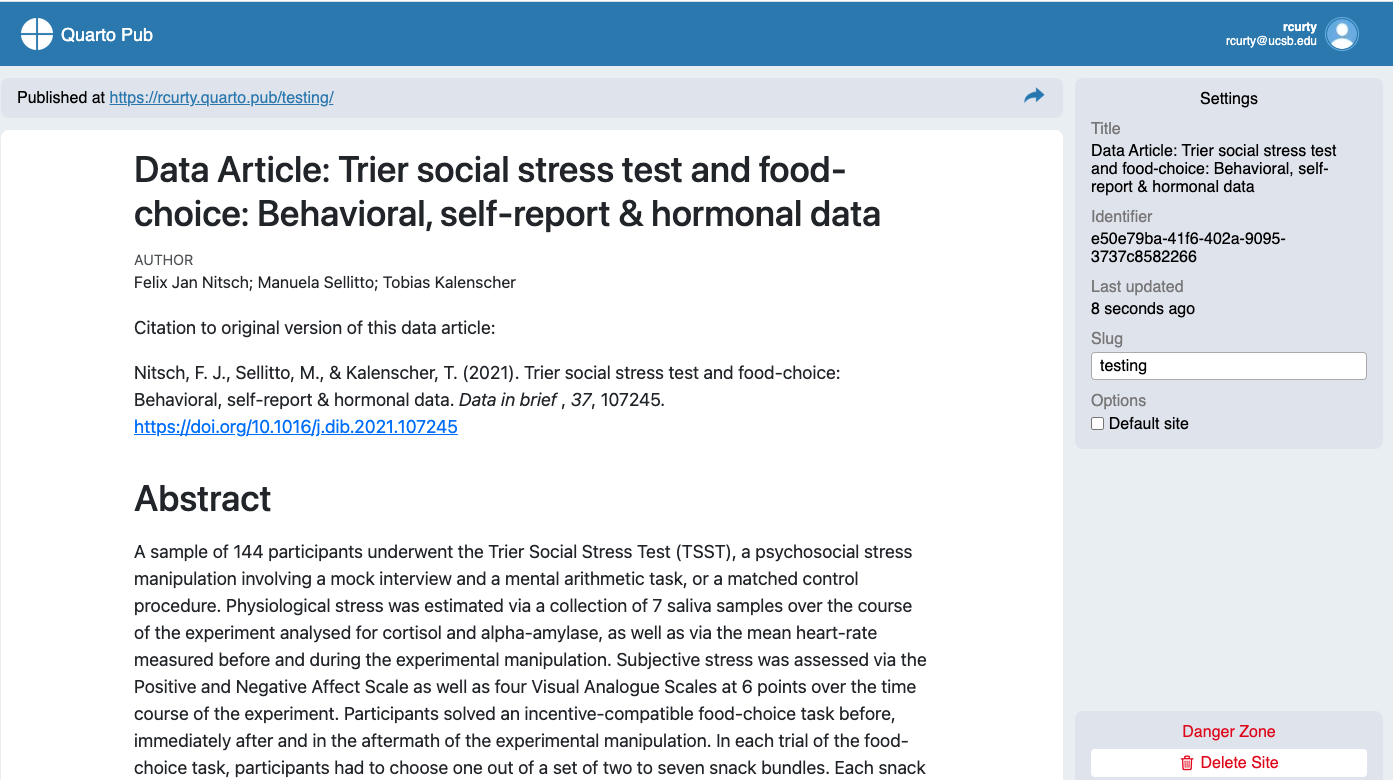 Quarto Pub
rcurty
rcurty@ucsb.edu
Published at https://rcurty.quarto.pub/testing/
Data Article: Trier social stress test and food-
choice: Behavioral, self-report & hormonal data
AUTHOR
Felix Jan Nitsch; Manuela Sellitto; Tobias Kalenscher
Citation to original version of this data article:
Nitsch, F. J., Sellitto, M., & Kalenscher, T. (2021). Trier social stress test and food-choice:
Behavioral, self-report & hormonal data. Data in brief , 37, 107245.
https://doi.org/10.1016/j.dib.2021.107245
Abstract
A sample of 144 participants underwent the Trier Social Stress Test (TSST), a psychosocial stress
manipulation involving a mock interview and a mental arithmetic task, or a matched control
procedure. Physiological stress was estimated via a collection of 7 saliva samples over the course
of the experiment analysed for cortisol and alpha-amylase, as well as via the mean heart-rate
measured before and during the experimental manipulation. Subjective stress was assessed via the
Positive and Negative Affect Scale as well as four Visual Analogue Scales at 6 points over the time
course of the experiment. Participants solved an incentive-compatible food-choice task before,
immediately after and in the aftermath of the experimental manipulation. In each trial of the food-
choice task, participants had to choose one out of a set of two to seven snack bundles. Each snack
Settings
Title
Data Article: Trier social stress test
and food-choice: Behavioral, self-
report & hormonal data
Identifier
e50e79ba-41f6-402a-9095-
3737c8582266
Last updated
8 seconds ago
Slug
testing
Options
Default site
Danger Zone
Delete Site